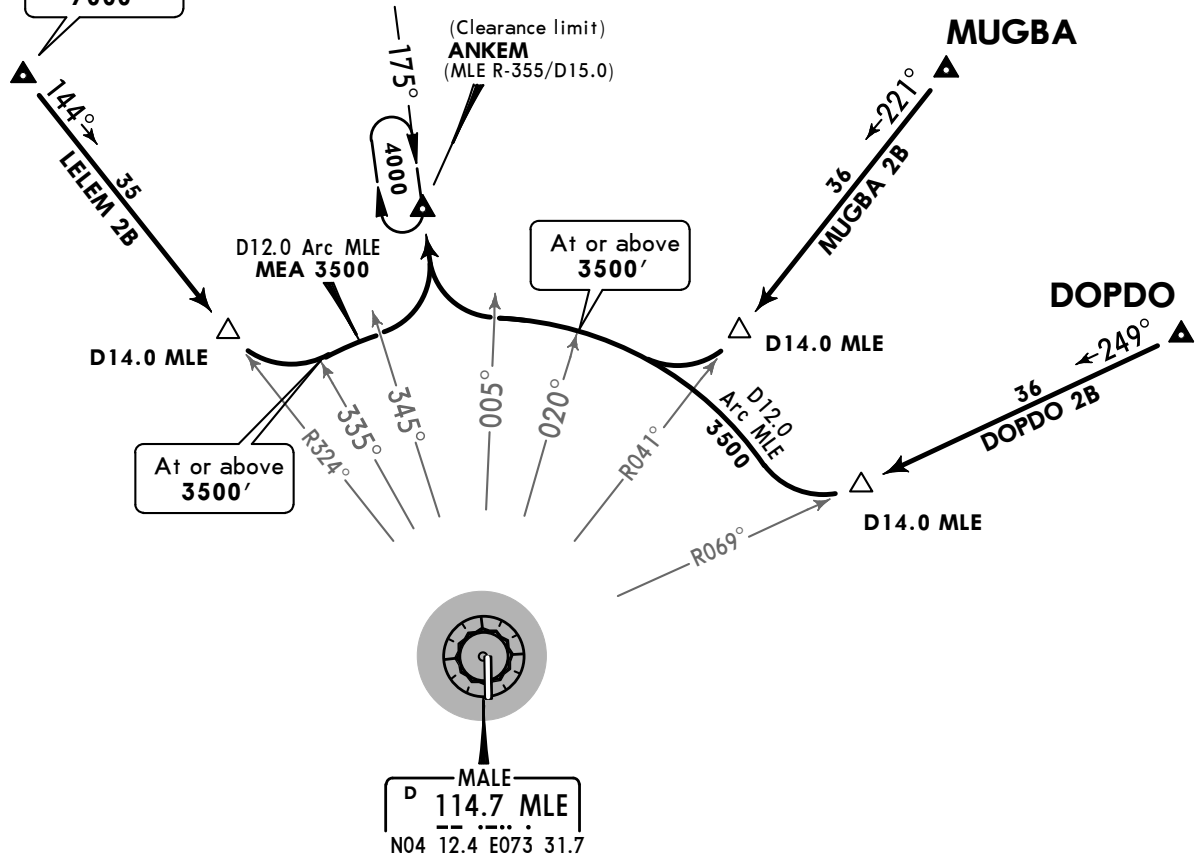 7000
(Clearance limit)
ANKEM
(MLE R-355/D15.0)
MUGBA
175°
144°
35
LELEM 2B
4000
221°
36
MUGBA 2B
D12.0 Arc MLE
MEA 3500
At or above
3500'
DOPDO
249°
36
DOPDO 2B
D14.0 MLE
D14.0 MLE
D12.0
Arc MLE
3500
R324°
335°
345°
005°
020°
R041°
R069°
At or above
3500'
D14.0 MLE
MALE
D 114.7 MLE
N04 12.4 E073 31.7